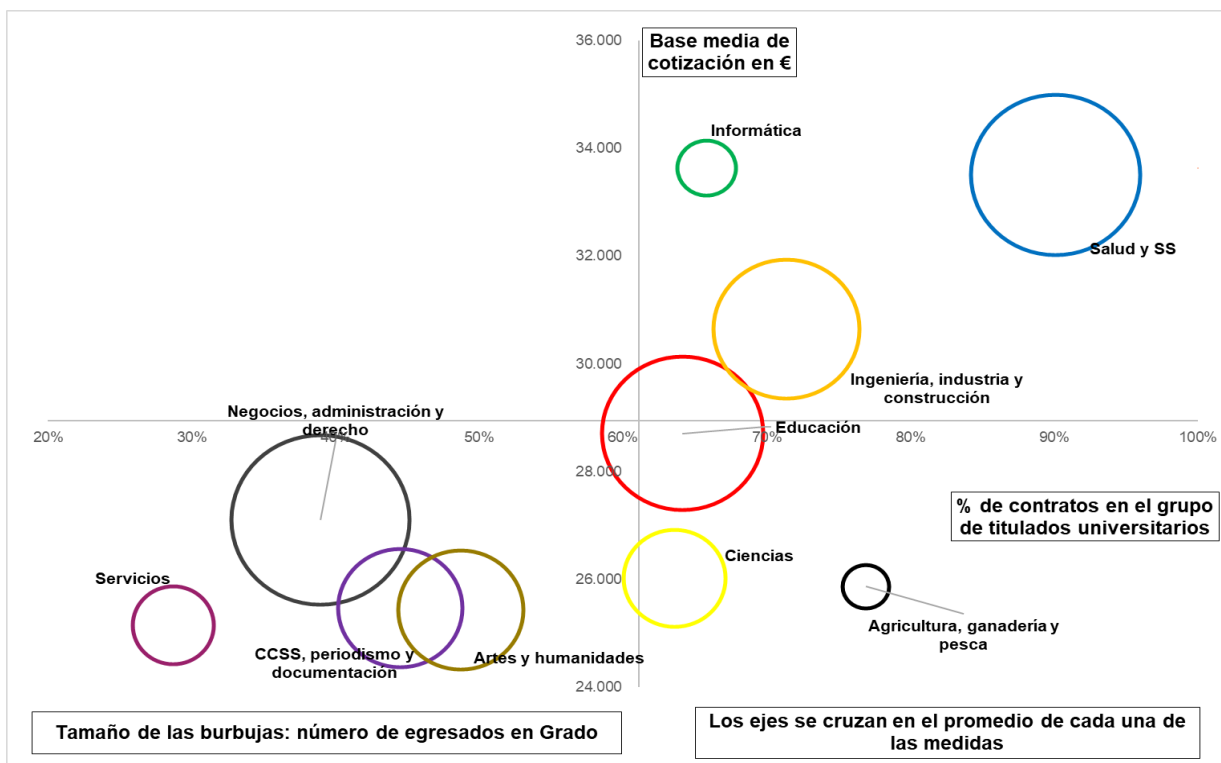 36.000
Base media de
cotización en €
Informática
34.000
32.000
Salud y SS
30.000
Ingeniería, industria y
construcción
Negocios, administración y
derecho
Educación
20%
30%
40%
50%
60%
70%
80%
90%
100%
28.000
% de contratos en el grupo
de titulados universitarios
Servicios
26.000
Ciencias
CCSS, periodismo y
documentación
Artes y humanidades
Agricultura, ganadería y
pesca
24.000
Tamaño de las burbujas: número de egresados en Grado
Los ejes se cruzan en el promedio de cada una de
las medidas